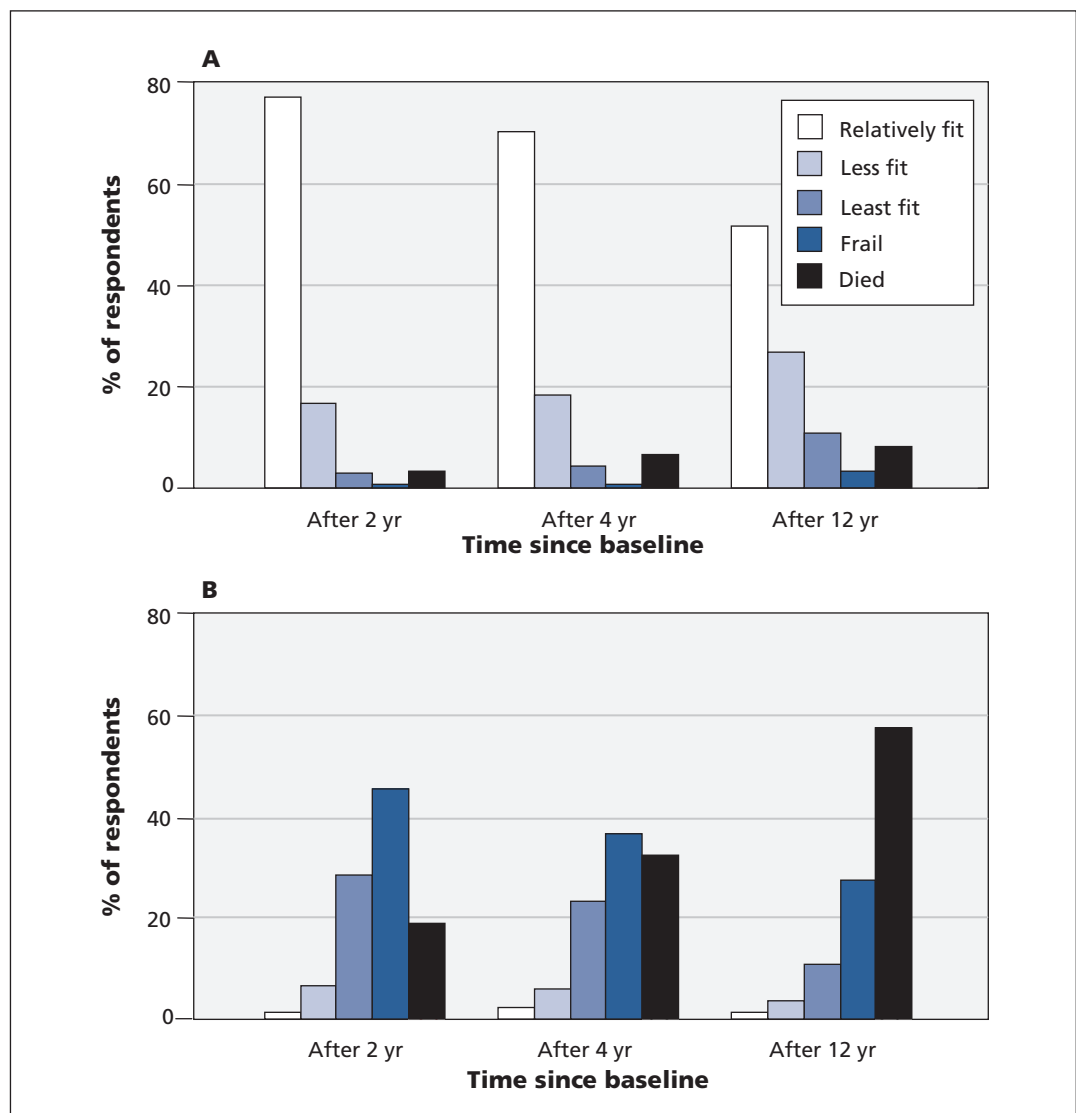 A
% of respondents
80
60
40
20
0
Relatively fit
Less fit
Least fit
Frail
Died
After 2 yr
After 4 yr
After 12 yr
Time since baseline
B
% of respondents
80
60
40
20
0
After 2 yr
After 4 yr
After 12 yr
Time since baseline